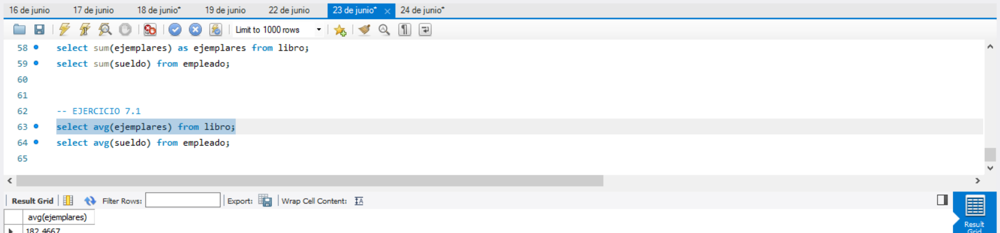 16 de junio 17 de junio 18 de junio* 19 de junio 22 de junio 23 de junio* 24 de junio*
Limit to 1000 rows
58 select sum(ejemplares) as ejemplares from libro;
59 select sum(sueldo) from empleado;
60
61
62 -- EJERCICIO 7.1
63 select avg(ejemplares) from libro;
64 select avg(sueldo) from empleado;
65
Result Grid Filter Rows: Export: Wrap Cell Content:
avg(ejemplares)
182.4667
Result
Grid